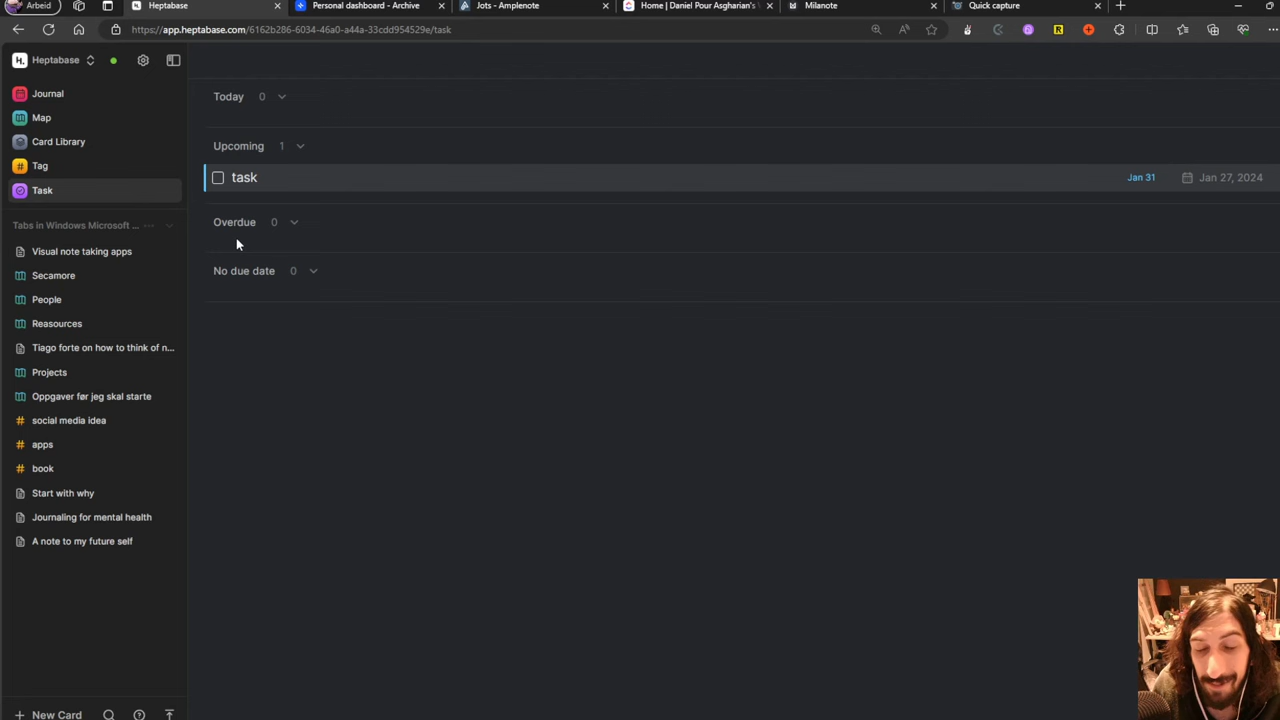 Arbeid
Heptabase
Personal dashboard - Archive
Jots - Amplenote
Home | Daniel Pour Asgharian's
Milanote
Quick capture
https://app.heptabase.com/6162b286-6034-46a0-a44a-33cdd954529e/task
Heptabase
Journal
Map
Card Library
Tag
Task
Tabs in Windows Microsoft ...
Visual note taking apps
Secamore
People
Reasources
Tiago forte on how to think of n...
Projects
Oppgaver før jeg skal starte
social media idea
apps
book
Start with why
Journaling for mental health
A note to my future self
New Card
Today 0
Upcoming 1
task Jan 31 Jan 27, 2024
Overdue 0
No due date 0